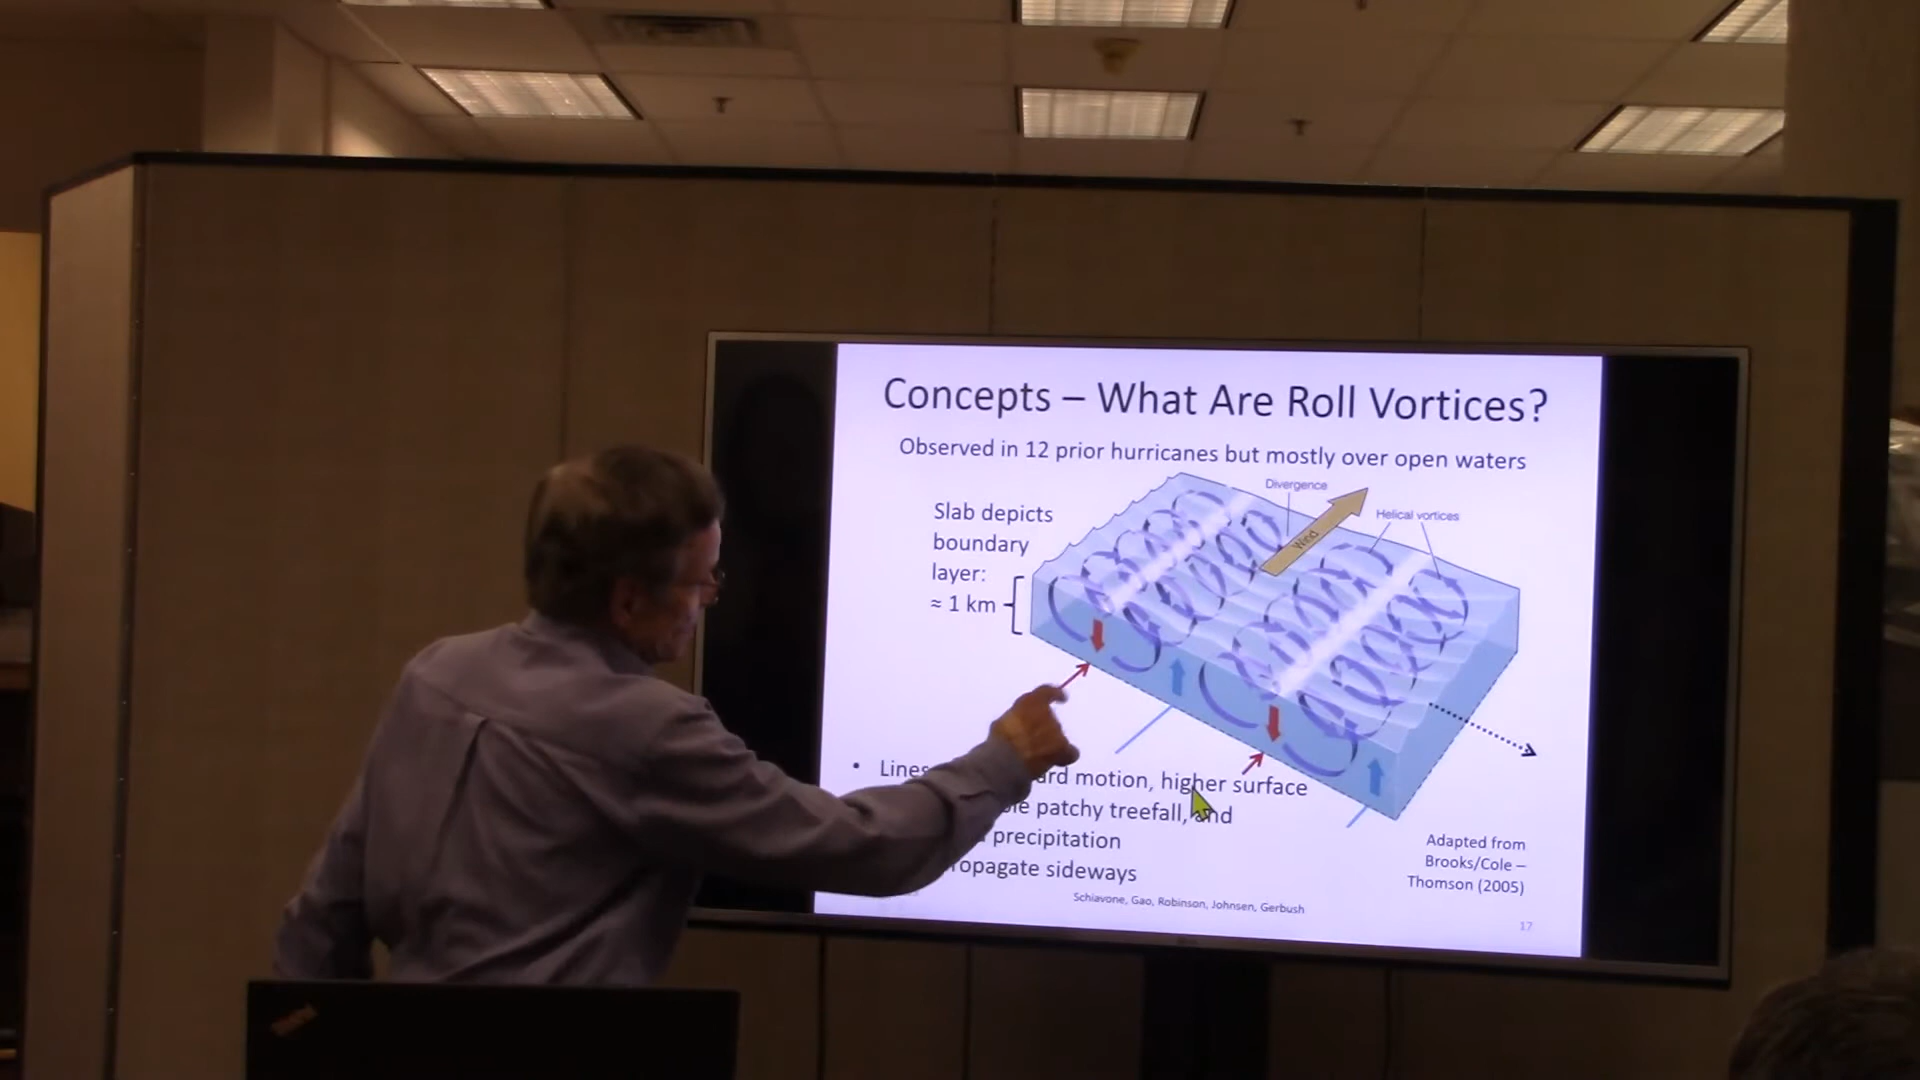 Concepts – What Are Roll Vortices?
Observed in 12 prior hurricanes but mostly over open waters
Divergence
Wind
Helical vortices
Slab depicts
boundary
layer:
≈ 1 km
• Lines motion, higher surface
patchy treefall, and
precipitation
sideways
Adapted from
Brooks/Cole –
Thomson (2005)
Schiavone, Gao, Robinson, Johnsen, Gerbush
17
ThinkPad